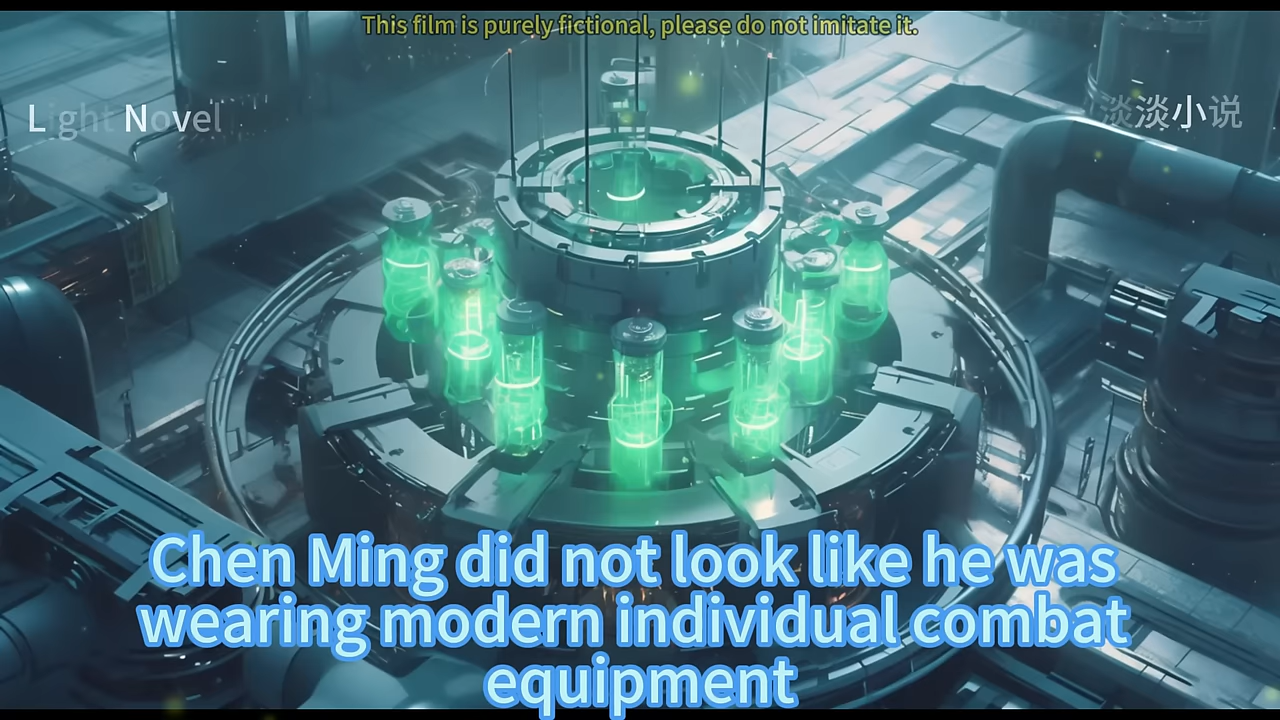 This film is purely fictional, please do not imitate it.
Light Novel
淡淡小说
Chen Ming did not look like he was
wearing modern individual combat
equipment